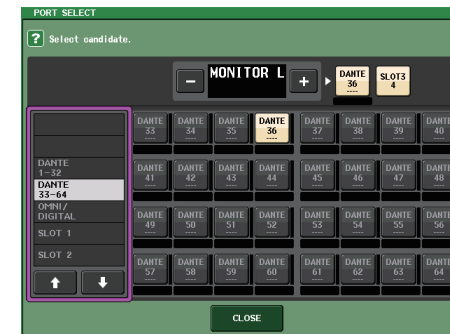 PORT SELECT
? Select candidate.
− MONITOR L + DANTE 36 ---- SLOT3 4
DANTE 1-32
DANTE 33-64
OMNI/ DIGITAL
SLOT 1
SLOT 2
DANTE 33 ---- DANTE 34 ---- DANTE 35 ---- DANTE 36 ---- DANTE 37 ---- DANTE 38 ---- DANTE 39 ---- DANTE 40 ----
DANTE 41 ---- DANTE 42 ---- DANTE 43 ---- DANTE 44 ---- DANTE 45 ---- DANTE 46 ---- DANTE 47 ---- DANTE 48 ----
DANTE 49 ---- DANTE 50 ---- DANTE 51 ---- DANTE 52 ---- DANTE 53 ---- DANTE 54 ---- DANTE 55 ---- DANTE 56 ----
DANTE 57 ---- DANTE 58 ---- DANTE 59 ---- DANTE 60 ---- DANTE 61 ---- DANTE 62 ---- DANTE 63 ---- DANTE 64 ----
CLOSE